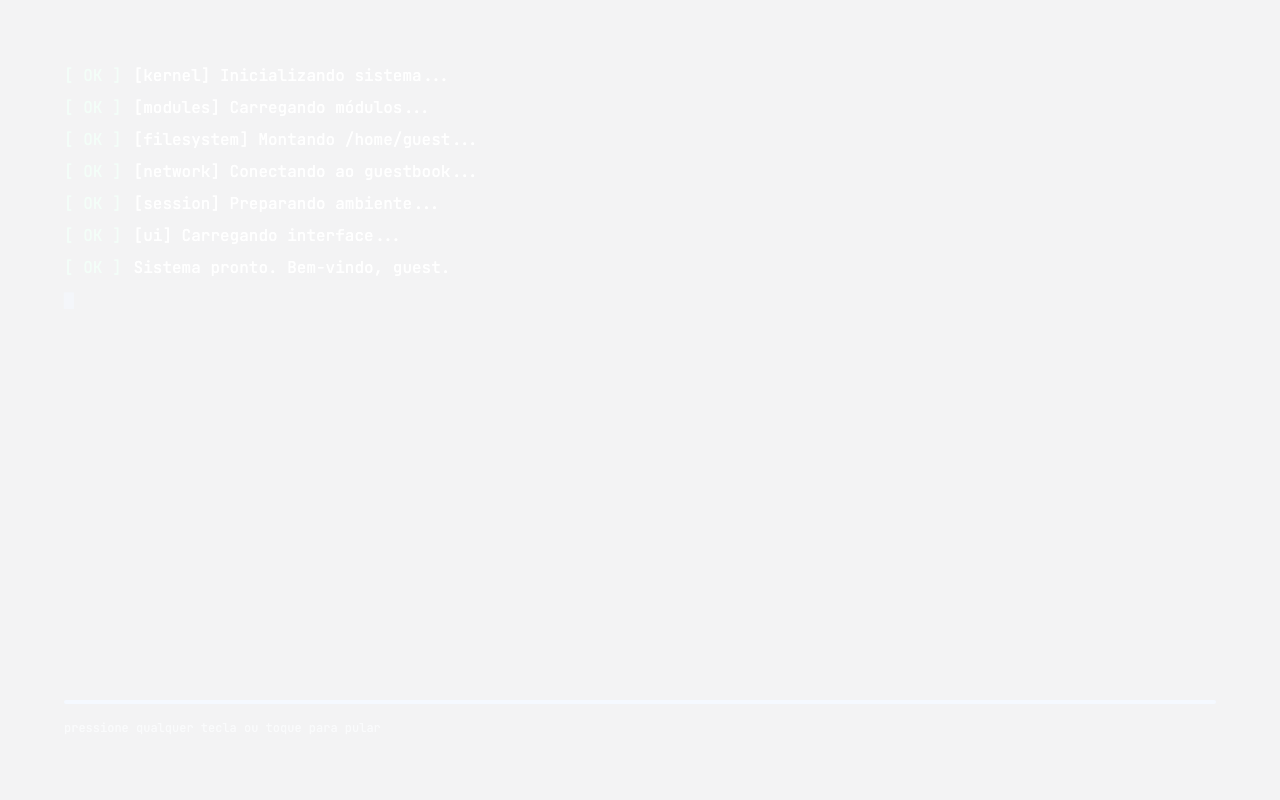 [ OK ] [kernel] Inicializando sistema...
[ OK ] [modules] Carregando módulos...
[ OK ] [filesystem] Montando /home/guest...
[ OK ] [network] Conectando ao guestbook...
[ OK ] [session] Preparando ambiente...
[ OK ] [ui] Carregando interface...
[ OK ] Sistema pronto. Bem-vindo, guest.
pressione qualquer tecla ou toque para pular